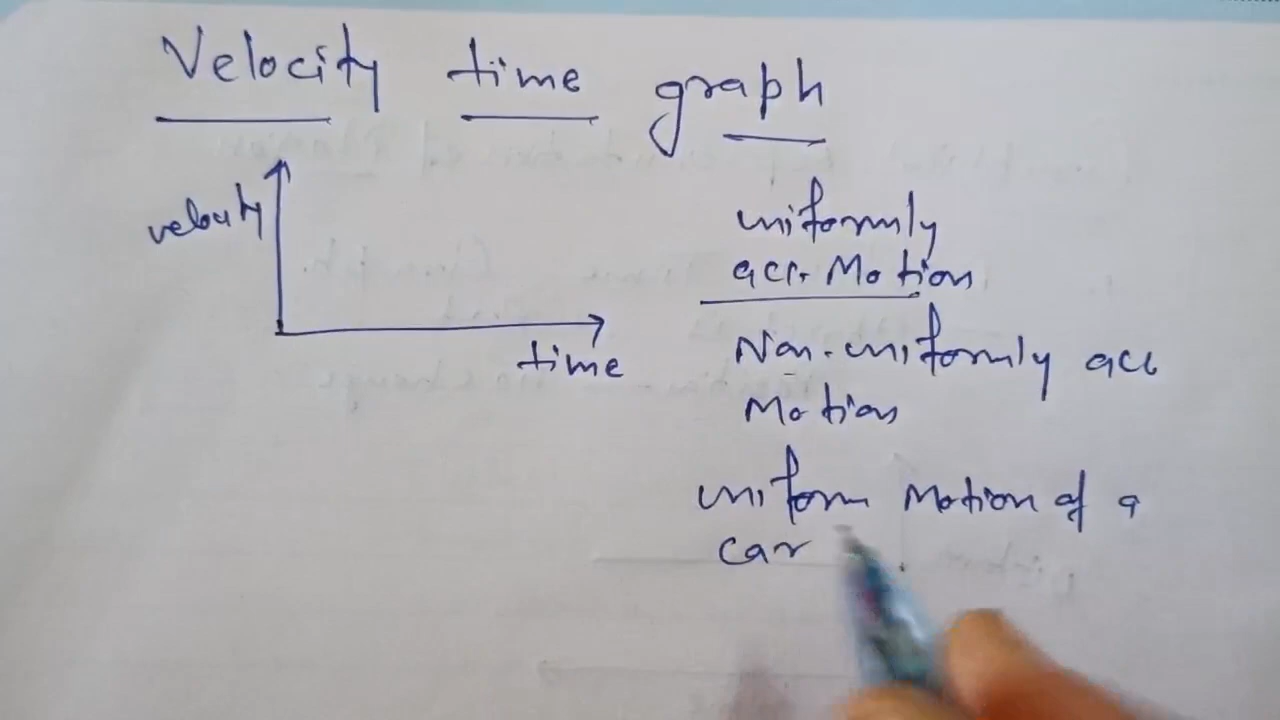 Velocity time graph
velocity
time
uniformly
acc. Motion
Non-uniformly acc
Motion
uniform Motion of a
car